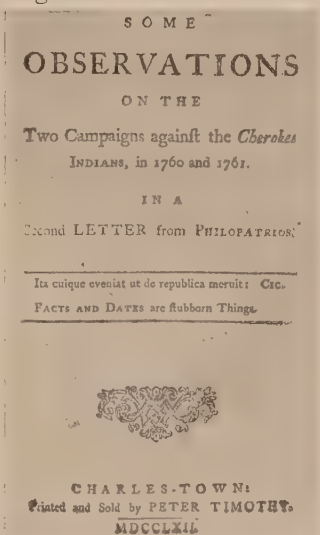 SOME
OBSERVATIONS
ON THE
Two Campaigns againſt the Cherokee
INDIANS, in 1760 and 1761.
IN A
Second LETTER from PHILOPATRIOS.
Ita cuique eveniat ut de republica meruit: CIC.
FACTS AND DATES are ſtubborn Things.
CHARLES-TOWN:
Printed and Sold by PETER TIMOTHY.
MDCCLXII.